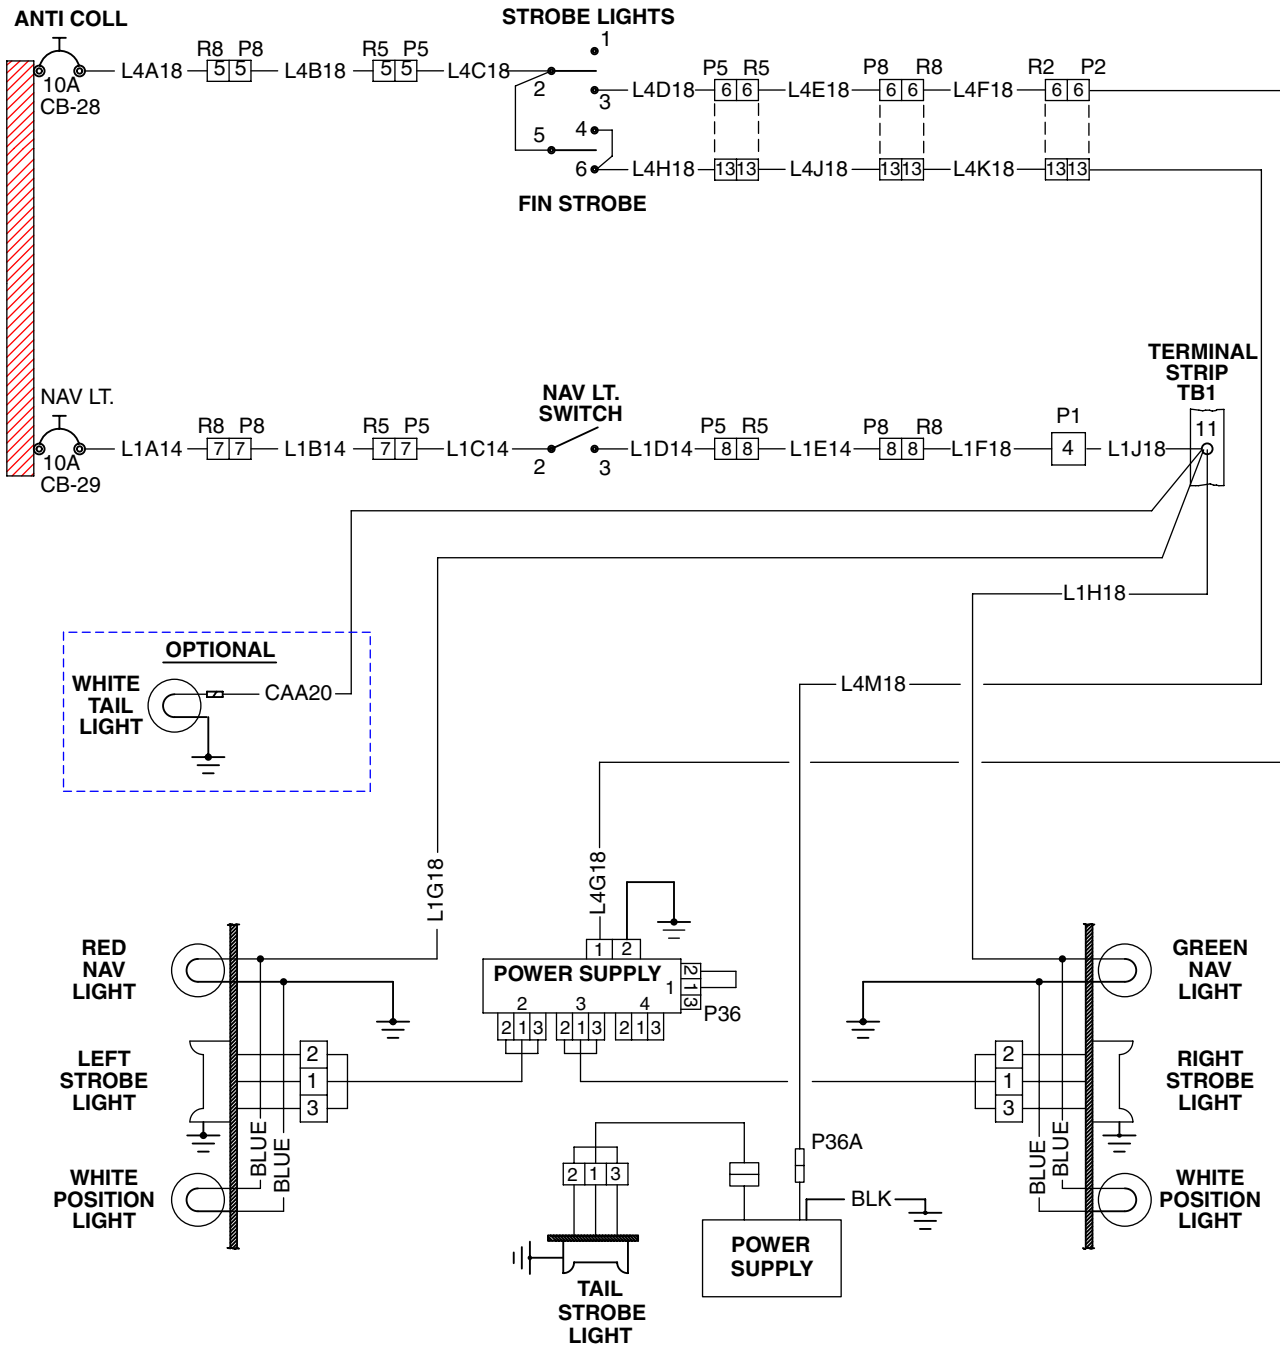 ANTI COLL
STROBE LIGHTS
10A
CB-28
L4A18
R8 P8
5 5
L4B18
R5 P5
5 5
L4C18
1
2
3
4
5
6
FIN STROBE
L4D18
P5 R5
6 6
L4E18
P8 R8
6 6
L4F18
R2 P2
6 6
L4H18
13 13
L4J18
13 13
L4K18
13 13
NAV LT.
10A
CB-29
L1A14
R8 P8
7 7
L1B14
R5 P5
7 7
L1C14
NAV LT.
SWITCH
2
3
L1D14
P5 R5
8 8
L1E14
P8 R8
8 8
L1F18
P1
4
L1J18
TERMINAL
STRIP
TB1
11
L1H18
OPTIONAL
WHITE
TAIL
LIGHT
CAA20
L4M18
L1G18
L4G18
RED
NAV
LIGHT
1 2
POWER SUPPLY
1
2 1 3
P36
2 3 4
2 1 3
2 1 3
2 1 3
GREEN
NAV
LIGHT
LEFT
STROBE
LIGHT
2
1
3
2
1
3
RIGHT
STROBE
LIGHT
BLUE
BLUE
WHITE
POSITION
LIGHT
2 1 3
TAIL
STROBE
LIGHT
P36A
BLK
POWER
SUPPLY
BLUE
BLUE
WHITE
POSITION
LIGHT